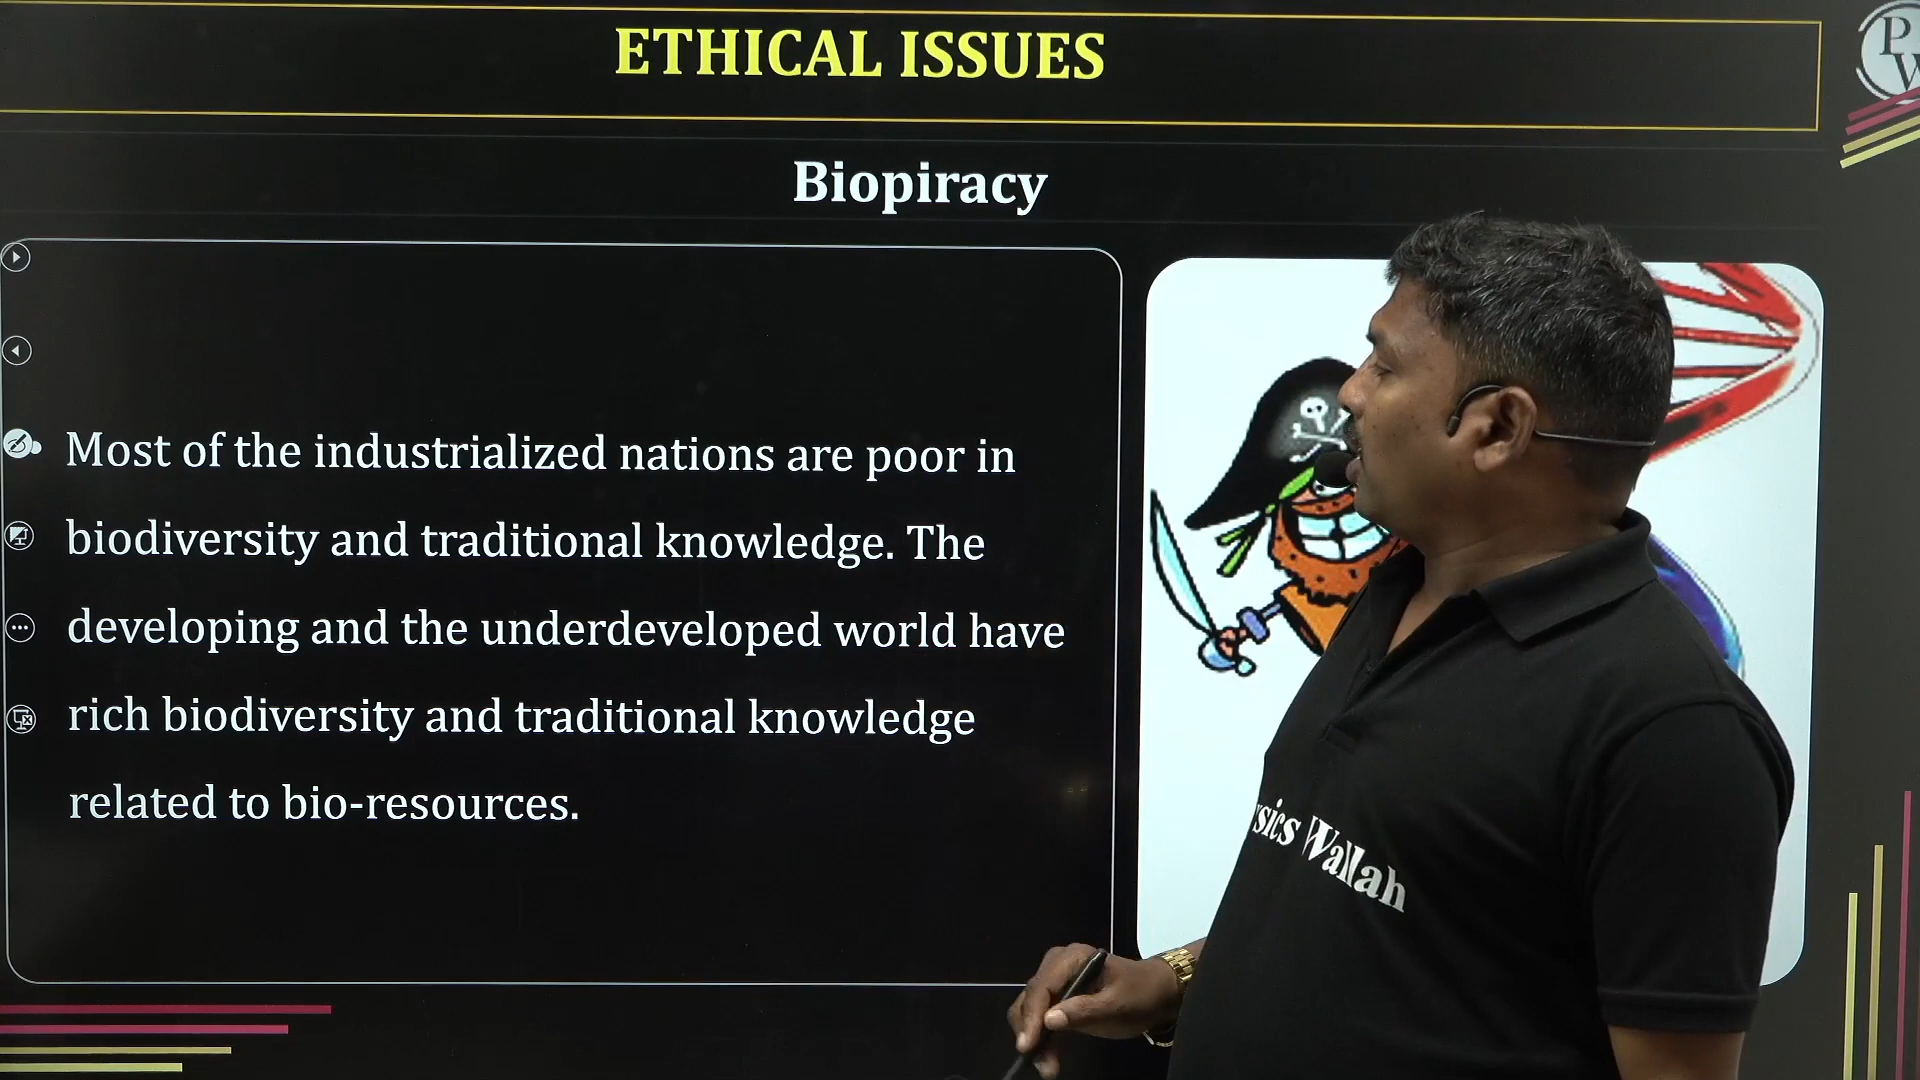 ETHICAL ISSUES
P
W
Biopiracy
Most of the industrialized nations are poor in
biodiversity and traditional knowledge. The
developing and the underdeveloped world have
rich biodiversity and traditional knowledge
related to bio-resources.
sics Wallah